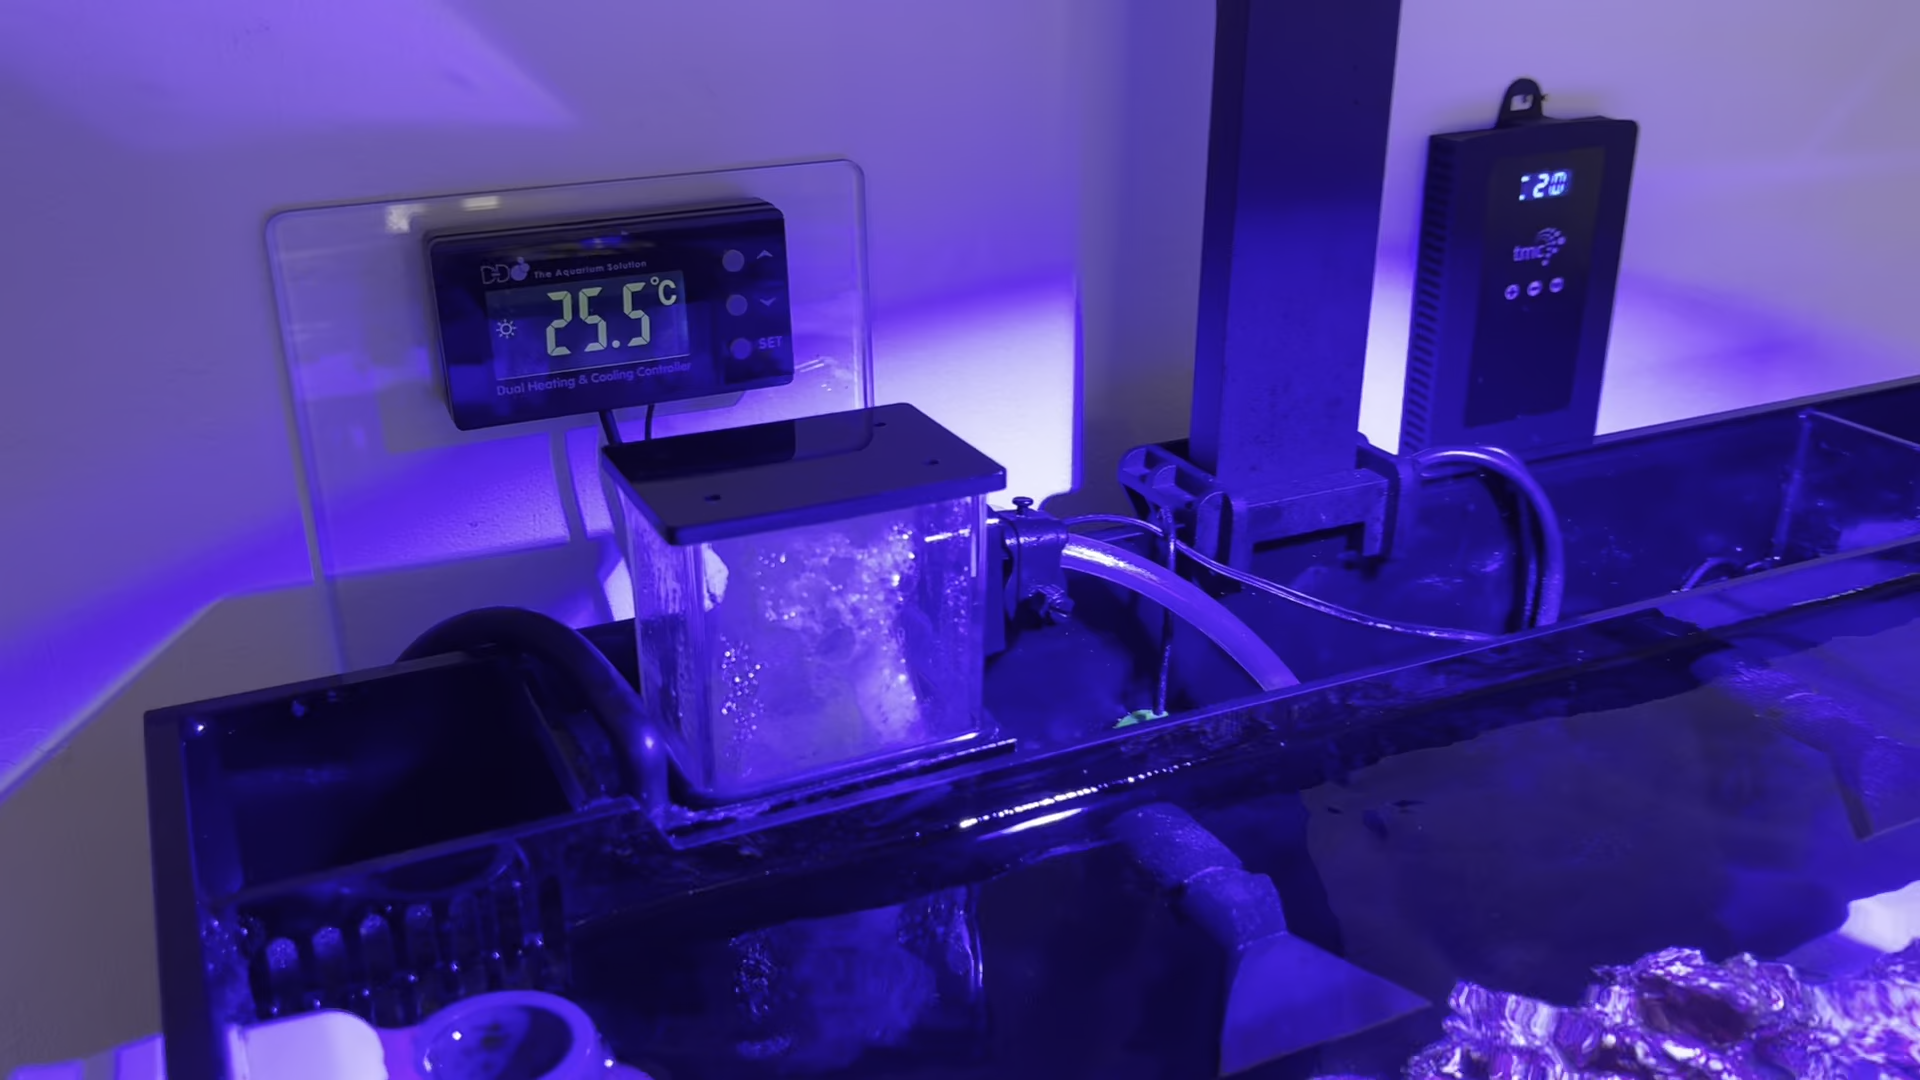 D-D The Aquarium Solution
25.5°C
SET
Dual Heating & Cooling Controller
20
tmc